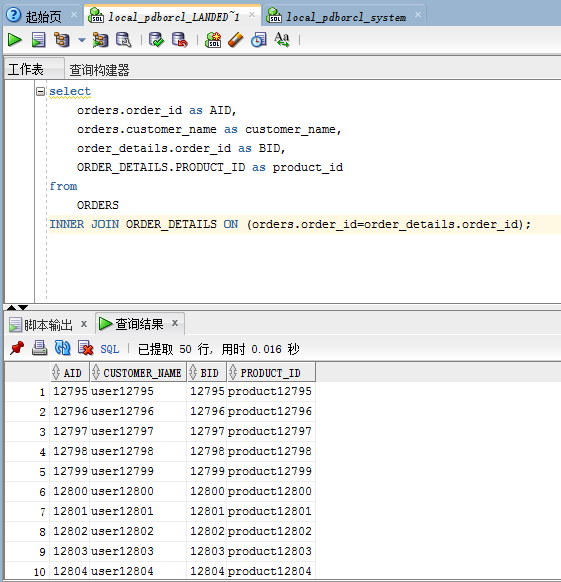 起始页 local_pdborcl_LANDED~1 local_pdborcl_system
工作表 查询构建器
select
orders.order_id as AID,
orders.customer_name as customer_name,
order_details.order_id as BID,
ORDER_DETAILS.PRODUCT_ID as product_id
from
ORDERS
INNER JOIN ORDER_DETAILS ON (orders.order_id=order_details.order_id);
脚本输出 x 查询结果 x
SQL | 已提取 50 行, 用时 0.016 秒
AID CUSTOMER_NAME BID PRODUCT_ID
1 12795 user12795 12795 product12795
2 12796 user12796 12796 product12796
3 12797 user12797 12797 product12797
4 12798 user12798 12798 product12798
5 12799 user12799 12799 product12799
6 12800 user12800 12800 product12800
7 12801 user12801 12801 product12801
8 12802 user12802 12802 product12802
9 12803 user12803 12803 product12803
10 12804 user12804 12804 product12804